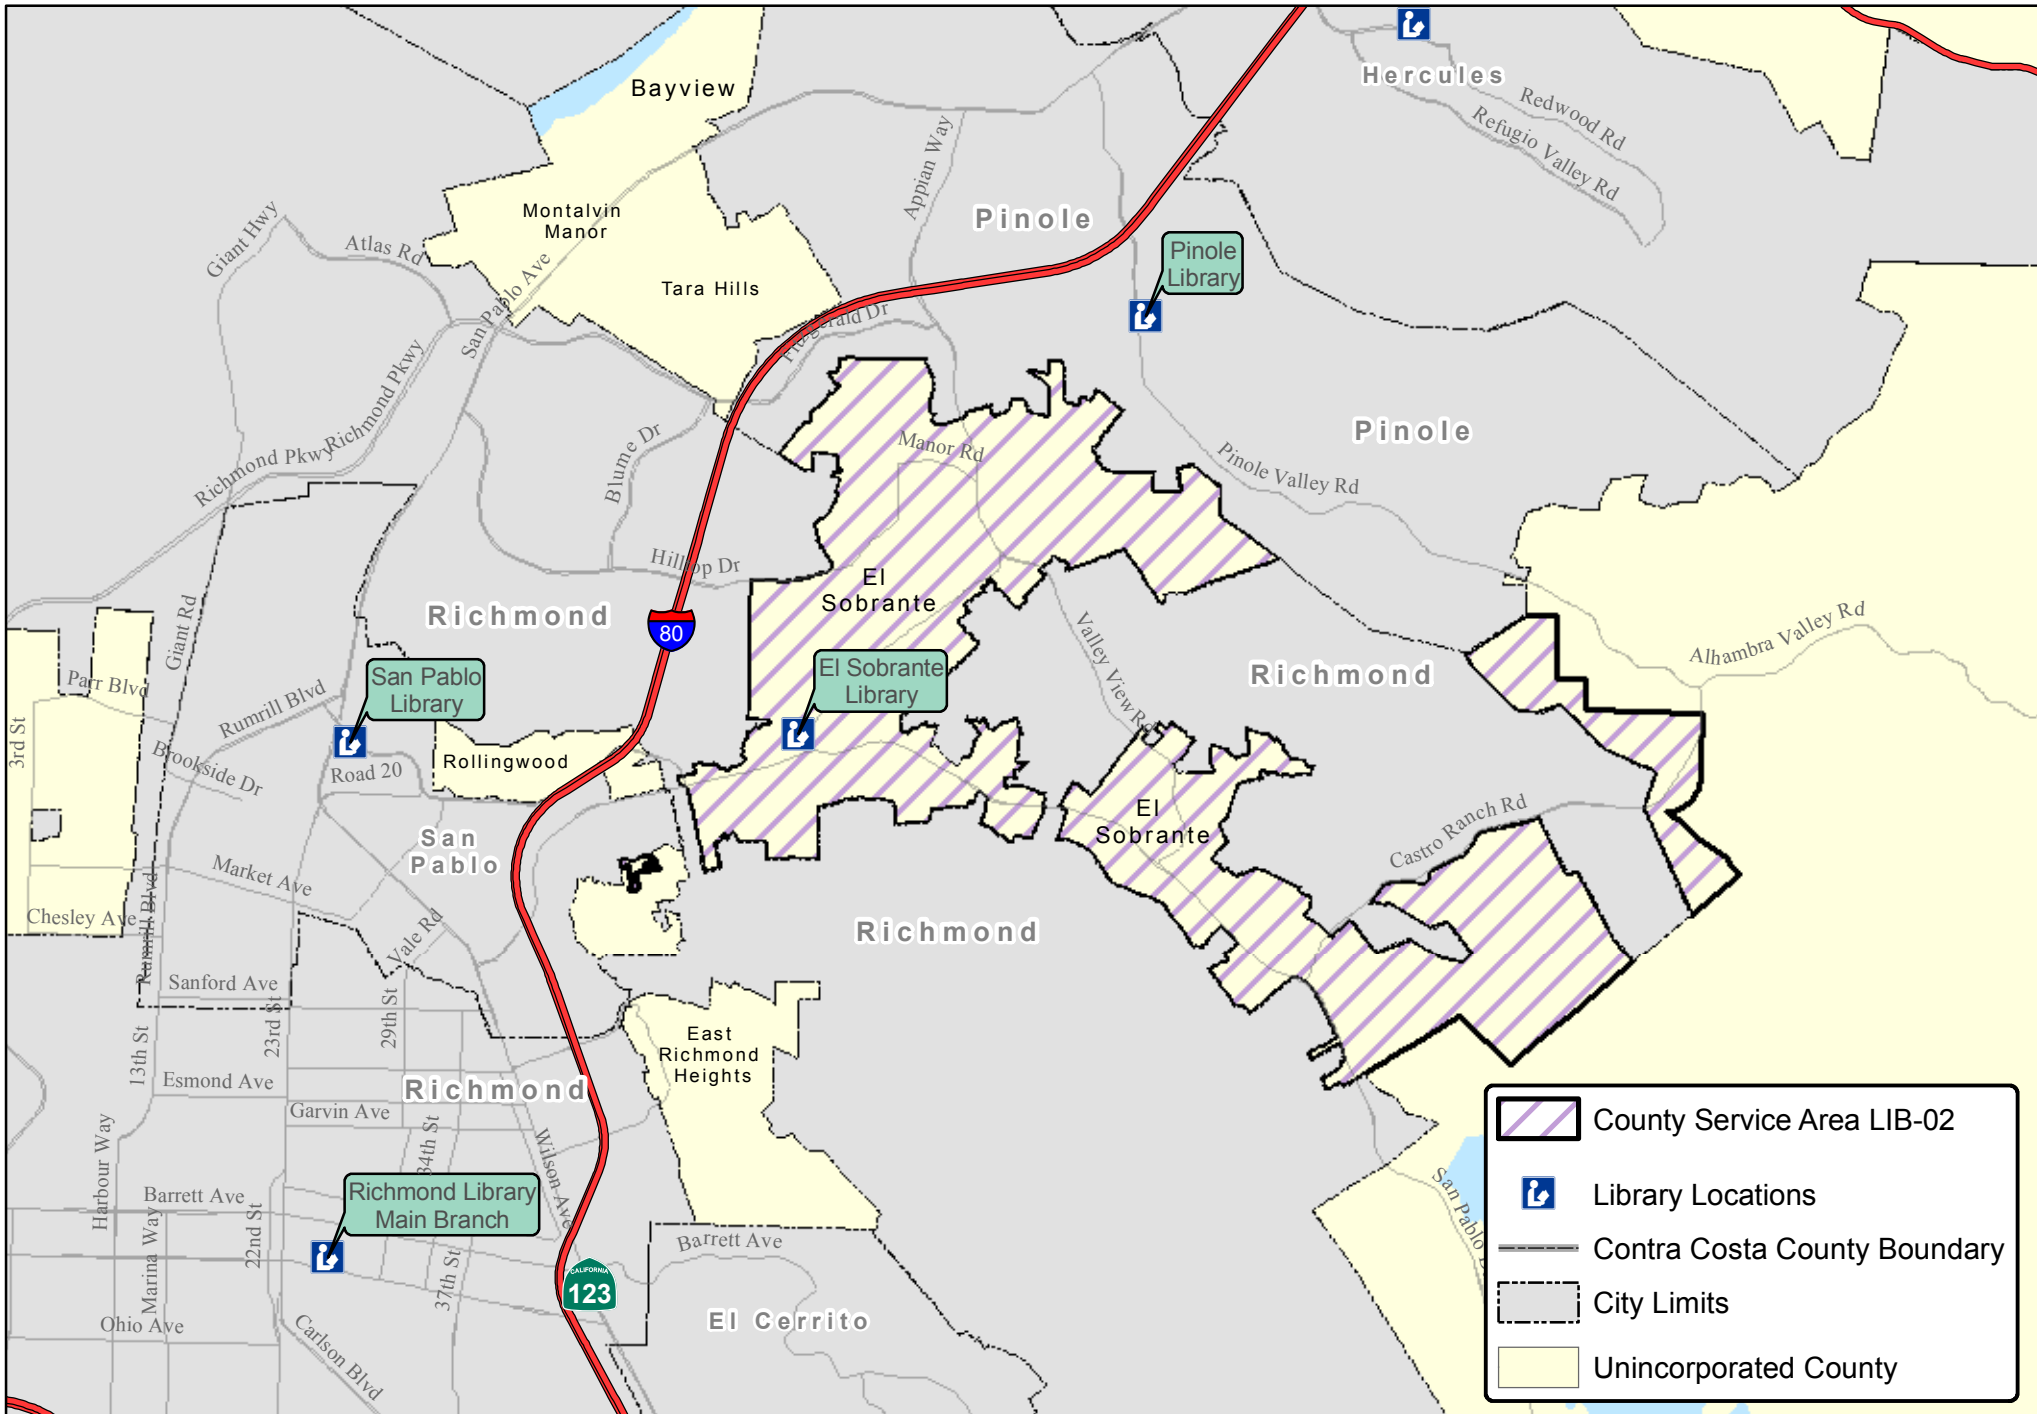 Bayview
Hercules
Redwood Rd
Refugio Valley Rd
Appian Way
Montalvin
Manor
Pinole
Giant Hwy
Atlas Rd
San Pablo Ave
Tara Hills
Pinole
Library
Fitzgerald Dr
Richmond Pkwy
Richmond Pkwy
Blume Dr
Manor Rd
Pinole
Pinole Valley Rd
Hilltop Dr
El
Sobrante
Richmond
80
Giant Rd
Valley View Rd
Alhambra Valley Rd
Richmond
San Pablo
Library
El Sobrante
Library
Parr Blvd
Rumrill Blvd
3rd St
Brookside Dr
Road 20
Rollingwood
San
Pablo
El
Sobrante
Castro Ranch Rd
Market Ave
Chesley Ave
Rumrill Blvd
Vale Rd
Richmond
Sanford Ave
23rd St
29th St
13th St
East
Richmond
Heights
Esmond Ave
Richmond
Garvin Ave
Harbour Way
34th St
Wilson Ave
Barrett Ave
Marina Way
22nd St
Richmond Library
Main Branch
37th St
Barrett Ave
CALIFORNIA
123
Ohio Ave
Carlson Blvd
El Cerrito
San Pablo
County Service Area LIB-02
Library Locations
Contra Costa County Boundary
City Limits
Unincorporated County